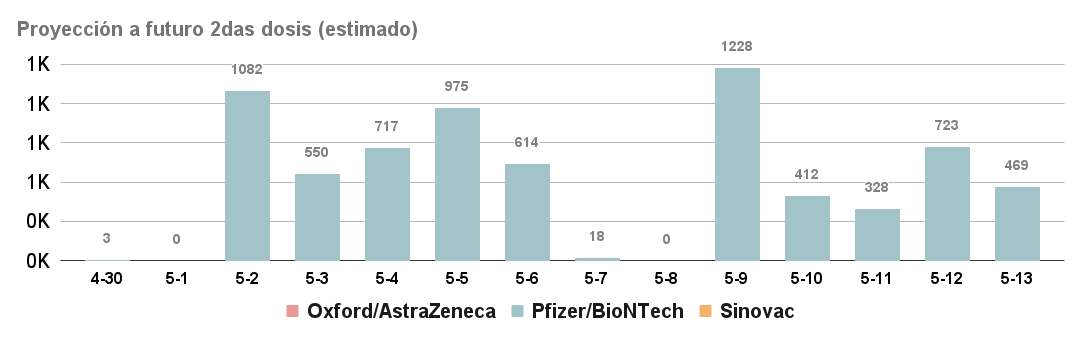 Proyección a futuro 2das dosis (estimado)
1K
1K
1K
1K
0K
0K
3
0
1082
550
717
975
614
18
0
1228
412
328
723
469
4-30
5-1
5-2
5-3
5-4
5-5
5-6
5-7
5-8
5-9
5-10
5-11
5-12
5-13
Oxford/AstraZeneca
Pfizer/BioNTech
Sinovac